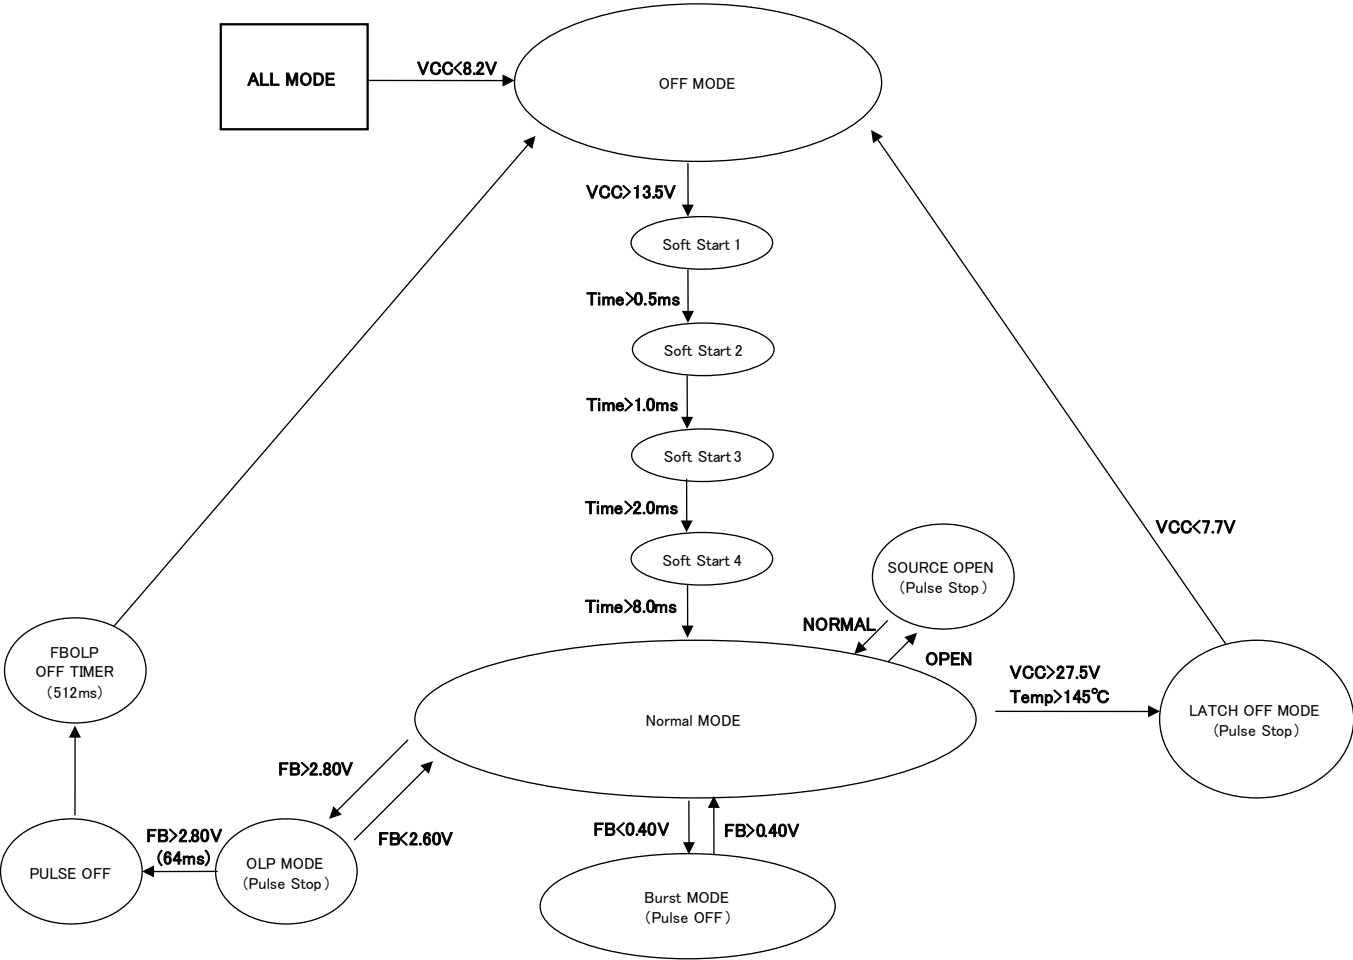 ALL MODE
VCC<8.2V
OFF MODE
VCC>13.5V
Soft Start 1
Time>0.5ms
Soft Start 2
Time>1.0ms
Soft Start 3
Time>2.0ms
Soft Start 4
Time>8.0ms
VCC<7.7V
SOURCE OPEN
(Pulse Stop)
NORMAL
OPEN
FBOLP
OFF TIMER
(512ms)
Normal MODE
VCC>27.5V
Temp>145℃
LATCH OFF MODE
(Pulse Stop)
FB>2.80V
FB<2.60V
FB<0.40V
FB>0.40V
FB>2.80V
(64ms)
PULSE OFF
OLP MODE
(Pulse Stop)
Burst MODE
(Pulse OFF)